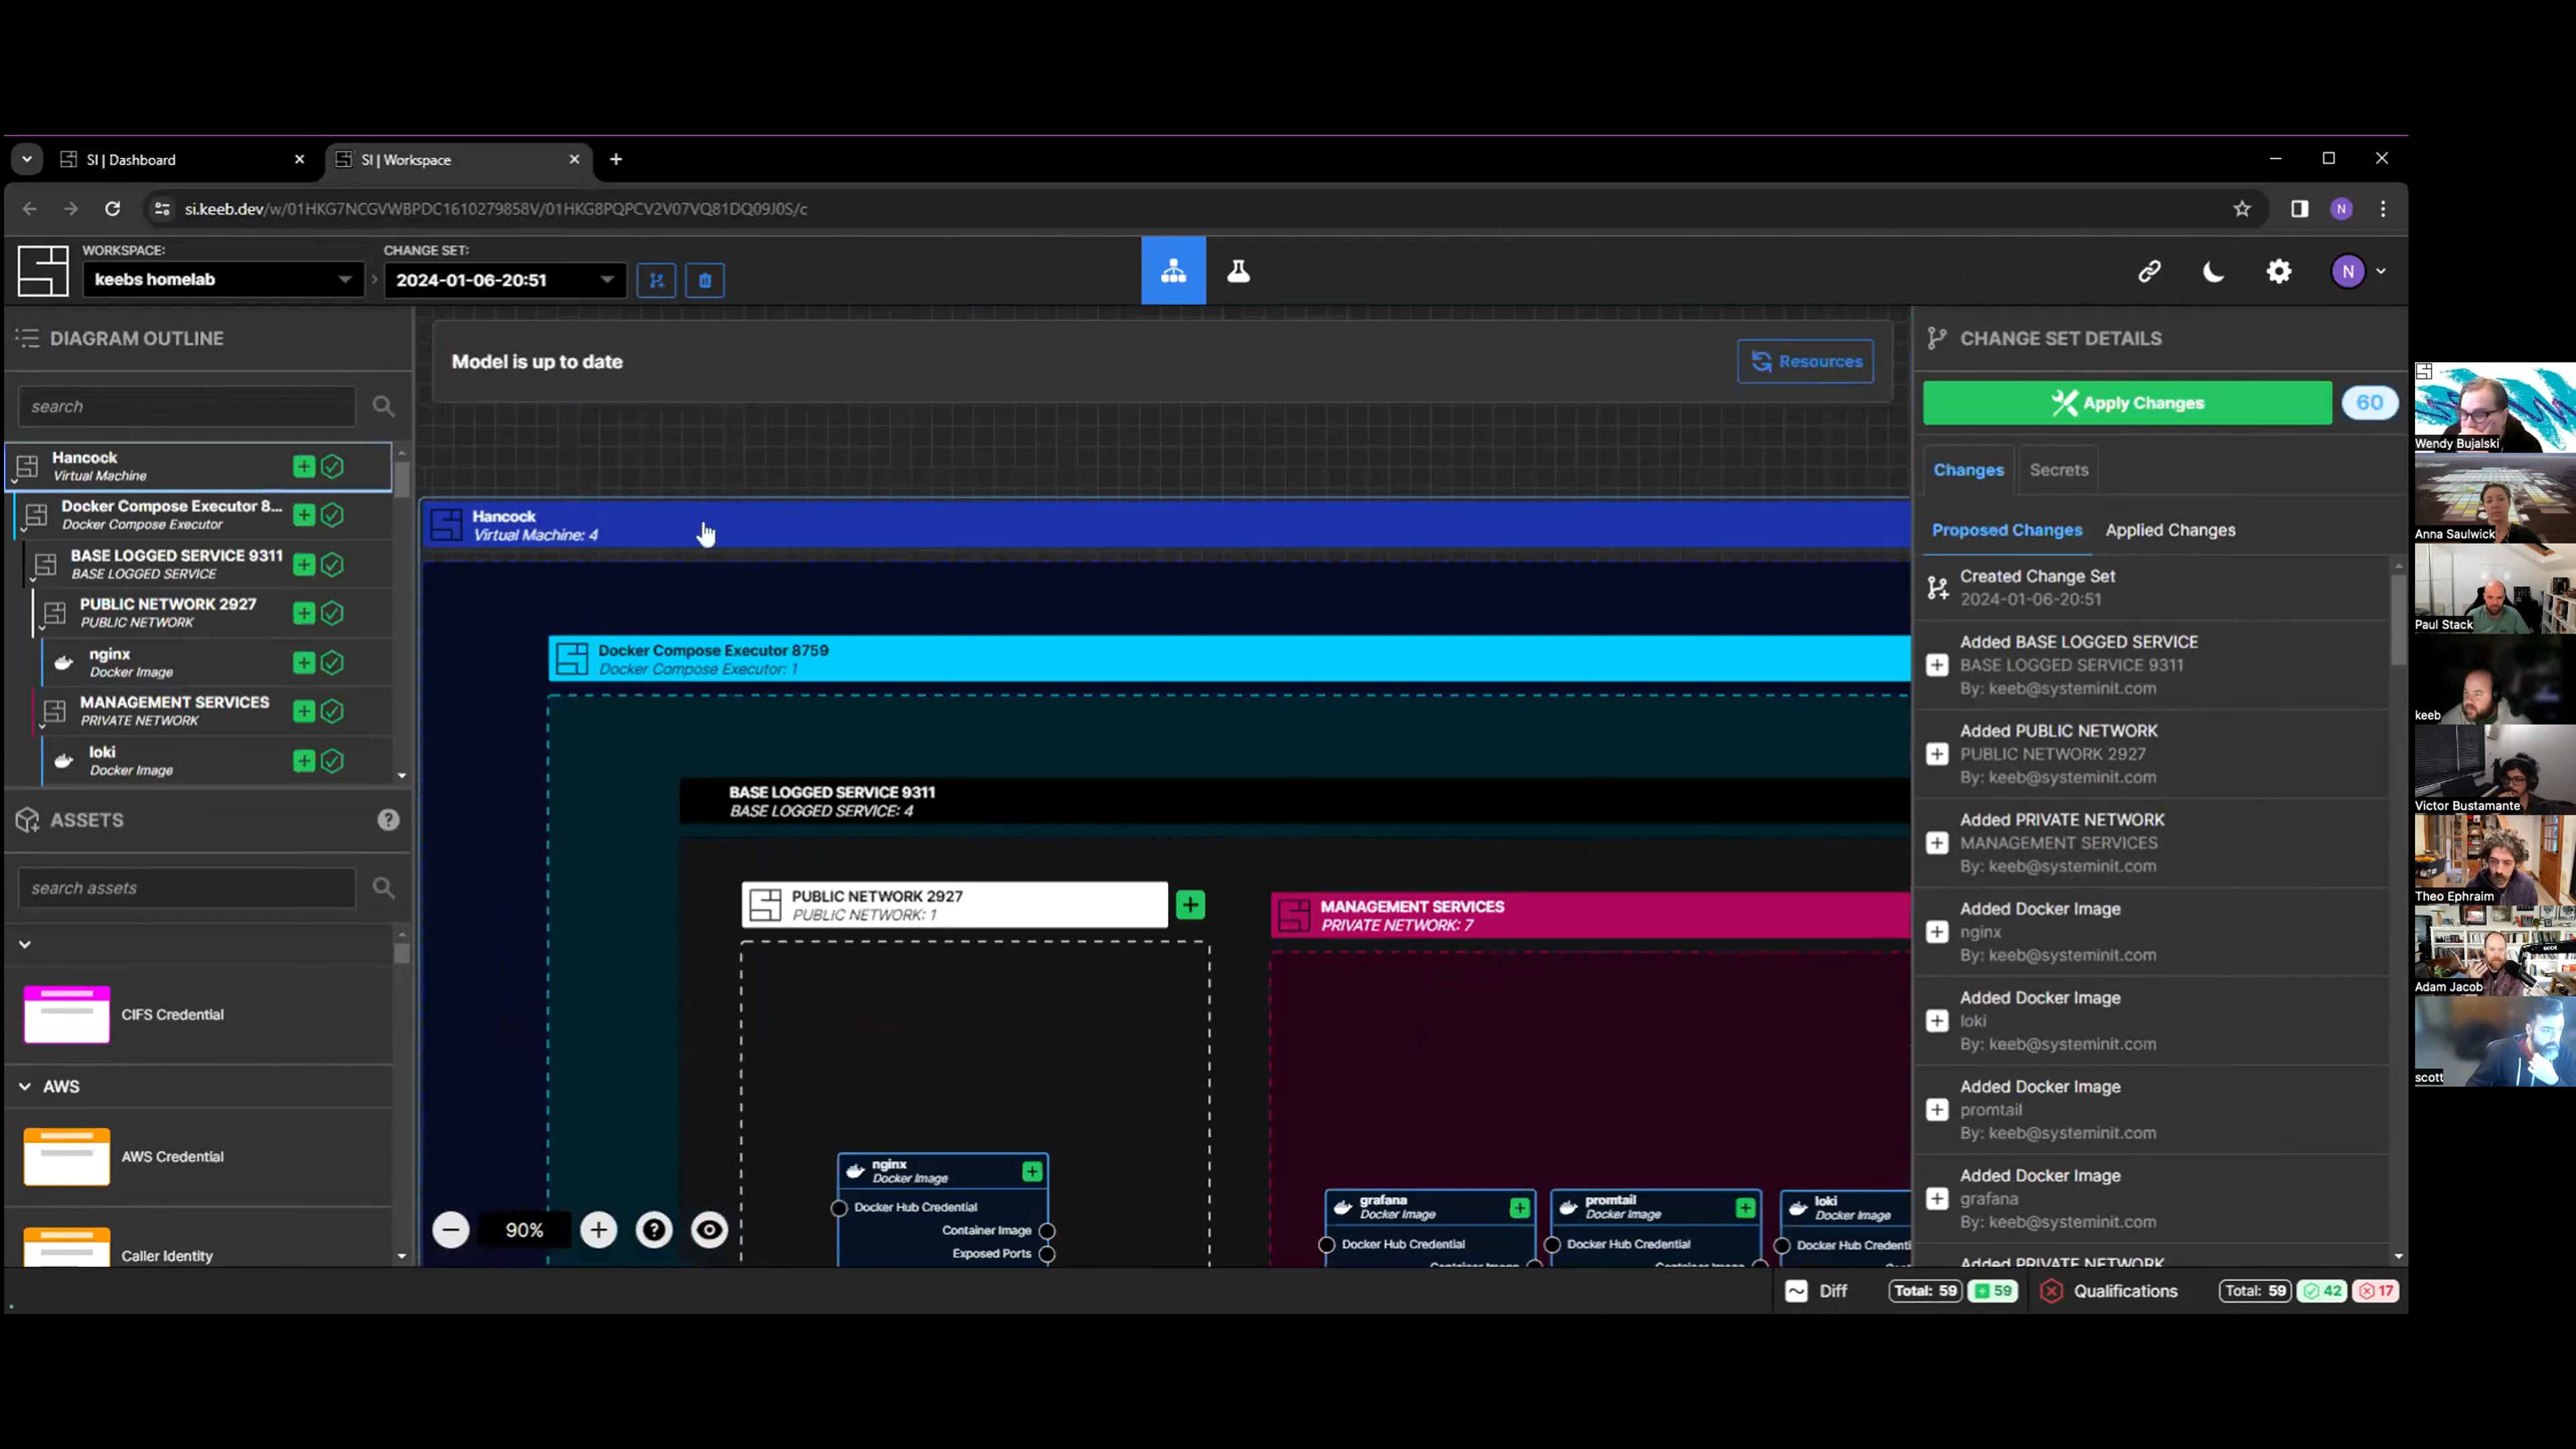 SI | Dashboard
SI | Workspace
si.keeb.dev/w/01HKG7NCGVWBPDC1610279858V/01HKG8PQPCV2V07VQ81DQ09J0S/c
N
WORKSPACE:
keebs homelab
CHANGE SET:
2024-01-06-20:51
N
DIAGRAM OUTLINE
search
Hancock
Virtual Machine
Docker Compose Executor 8...
Docker Compose Executor
BASE LOGGED SERVICE 9311
BASE LOGGED SERVICE
PUBLIC NETWORK 2927
PUBLIC NETWORK
nginx
Docker Image
MANAGEMENT SERVICES
PRIVATE NETWORK
loki
Docker Image
ASSETS
search assets
CIFS Credential
AWS
AWS Credential
Caller Identity
Model is up to date
Resources
Hancock
Virtual Machine: 4
Docker Compose Executor 8759
Docker Compose Executor: 1
BASE LOGGED SERVICE 9311
BASE LOGGED SERVICE: 4
PUBLIC NETWORK 2927
PUBLIC NETWORK: 1
MANAGEMENT SERVICES
PRIVATE NETWORK: 7
nginx
Docker Image
Docker Hub Credential
Container Image
Exposed Ports
grafana
Docker Image
Docker Hub Credential
Container Image
promtail
Docker Image
Docker Hub Credential
Container Image
loki
Docker Image
Docker Hub Credenti
90%
CHANGE SET DETAILS
Apply Changes
60
Changes
Secrets
Proposed Changes
Applied Changes
Created Change Set
2024-01-06-20:51
Added BASE LOGGED SERVICE
BASE LOGGED SERVICE 9311
By: keeb@systeminit.com
Added PUBLIC NETWORK
PUBLIC NETWORK 2927
By: keeb@systeminit.com
Added PRIVATE NETWORK
MANAGEMENT SERVICES
By: keeb@systeminit.com
Added Docker Image
nginx
By: keeb@systeminit.com
Added Docker Image
loki
By: keeb@systeminit.com
Added Docker Image
promtail
By: keeb@systeminit.com
Added Docker Image
grafana
By: keeb@systeminit.com
Added PRIVATE NETWORK
Diff
Total: 59
59
Qualifications
Total: 59
42
17
Wendy Bujalski
Anna Saulwick
Paul Stack
keeb
Victor Bustamante
Theo Ephraim
Adam Jacob
scott